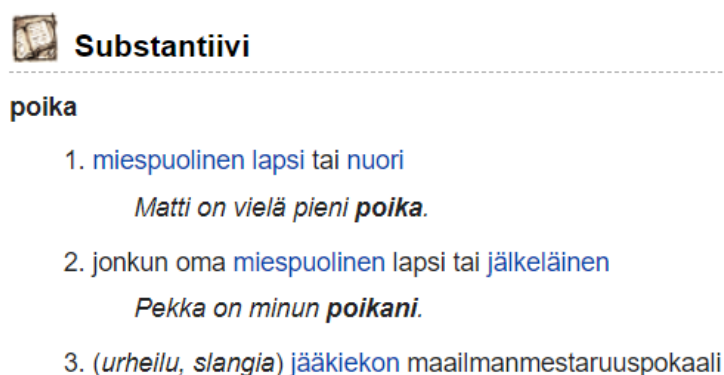 Substantiivi
poika
1. miespuolinen lapsi tai nuori
Matti on vielä pieni poika.
2. jonkun oma miespuolinen lapsi tai jälkeläinen
Pekka on minun poikani.
3. (urheilu, slangia) jääkiekon maailmanmestaruuspokaali